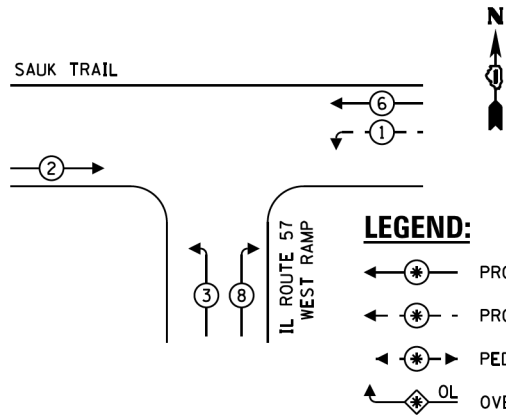 N
SAUK TRAIL
6
1
2
3
8
IL ROUTE 57
WEST RAMP
LEGEND:
* PRO
* PRO
* PED
* OL OVE